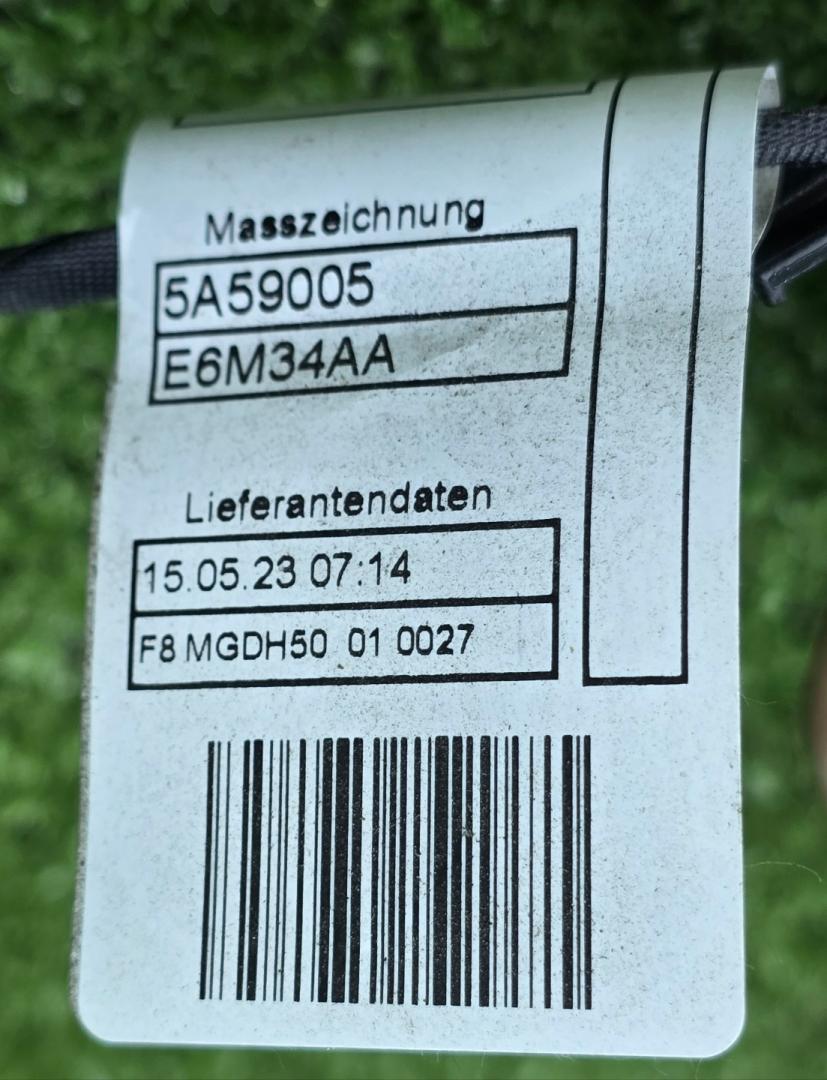 Masszeichnung
5A59005
E6M34AA
Lieferantendaten
15.05.23 07:14
F8 MGDH50 01 0027